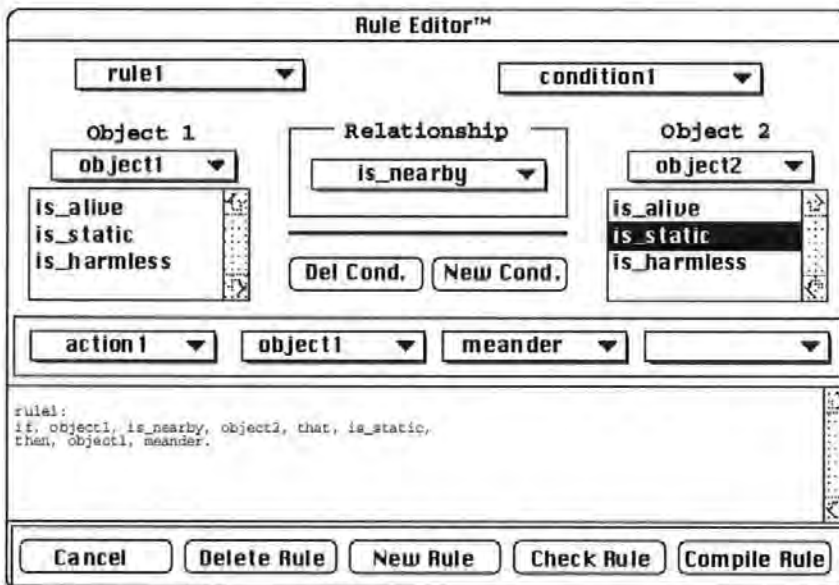 Rule Editor™
rule1 condition1
Object 1 Relationship Object 2
object1 is_nearby object2
is_alive is_alive
is_static is_static
is_harmless is_harmless
Del Cond. New Cond.
action1 object1 meander
rule1:
if, object1, is_nearby, object2, that, is_static,
then, object1, meander.
Cancel Delete Rule New Rule Check Rule Compile Rule